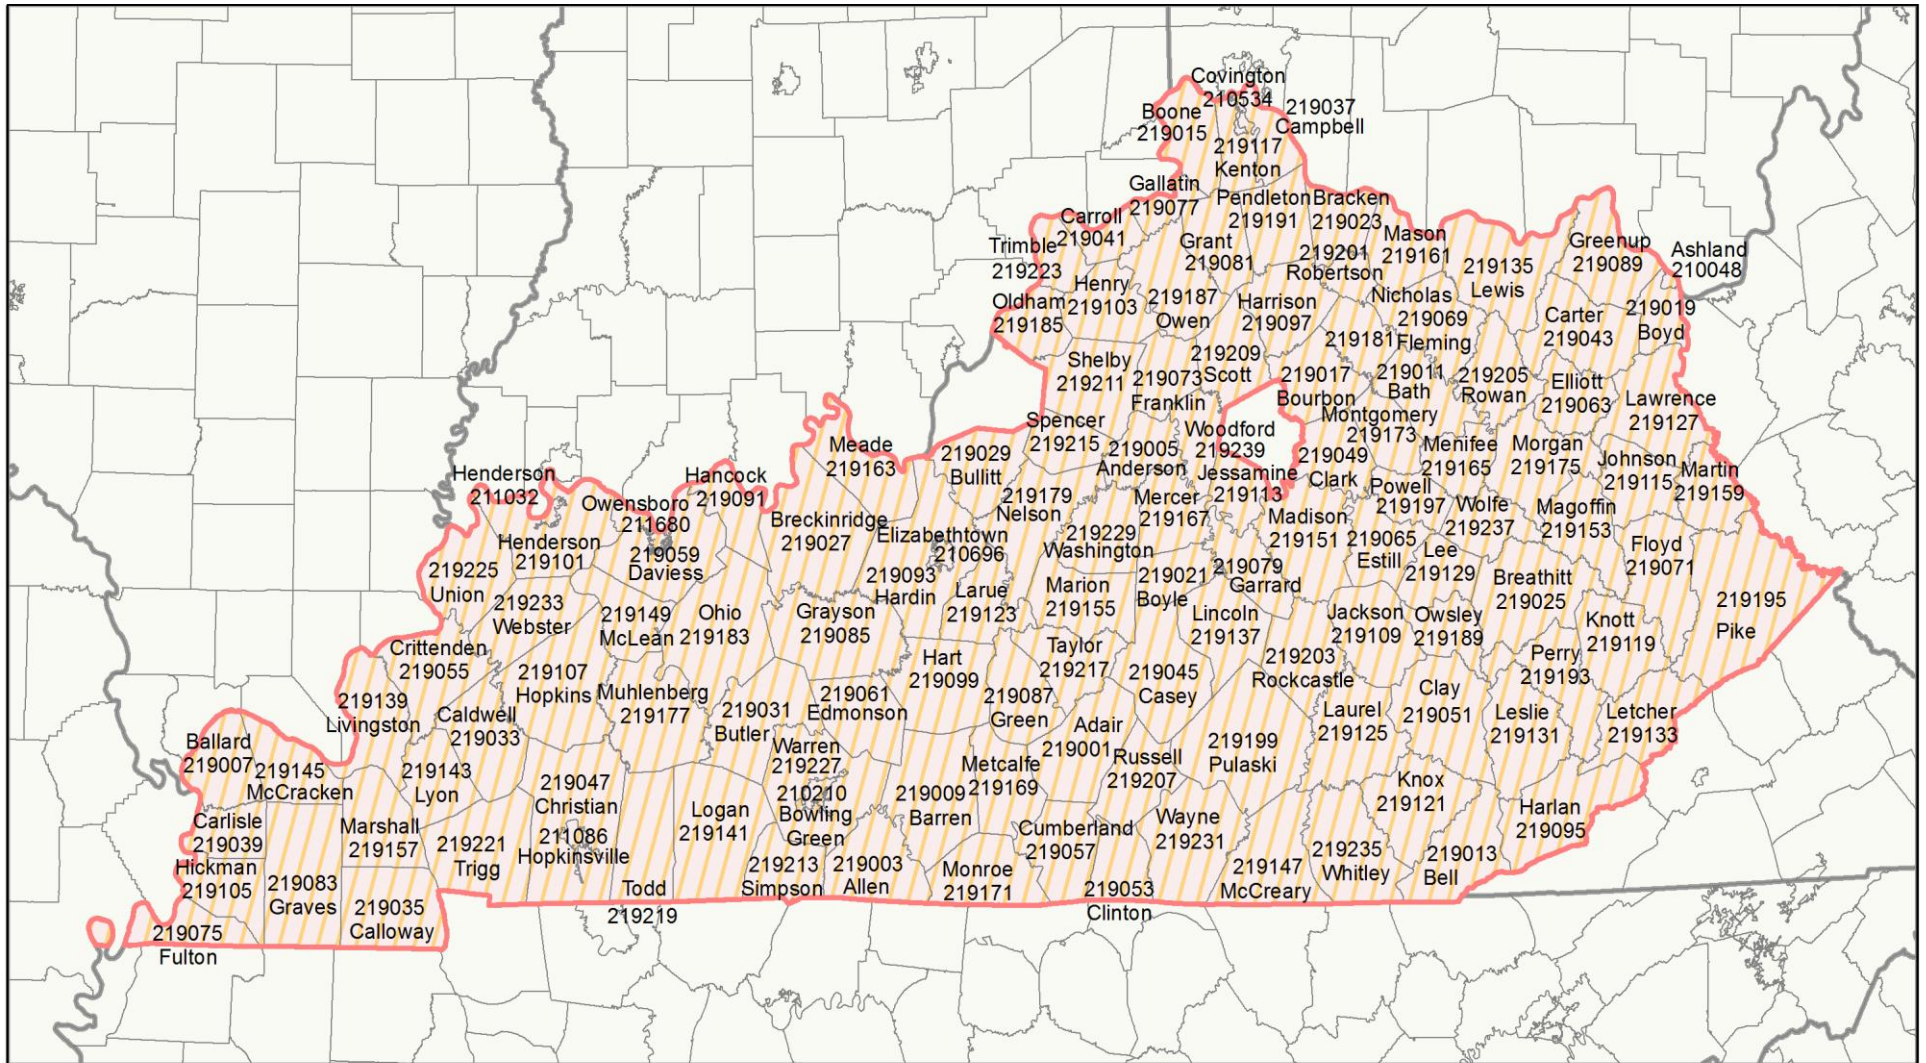 Covington
210534
219037
Campbell
Boone
219015
219117
Kenton
Gallatin
219077
Pendleton
219191
Bracken
219023
Carroll
219041
Trimble
219223
Grant
219081
219201
Robertson
Mason
219161
219135
Lewis
Greenup
219089
Ashland
210048
Oldham
219185
Henry
219103
219187
Owen
Harrison
219097
Nicholas
219069
219181
Fleming
Carter
219043
219019
Boyd
Shelby
219211
219073
Franklin
219209
Scott
219017
Bourbon
219011
Bath
219205
Rowan
Elliott
219063
Lawrence
219127
Spencer
219215
219005
Anderson
Woodford
219239
Montgomery
219173
219049
Clark
Menifee
219165
Morgan
219175
Johnson
219115
Martin
219159
Meade
219163
219029
Bullitt
Jessamine
219113
Powell
219197
Wolfe
219237
Magoffin
219153
Henderson
211032
Owensboro
211680
Hancock
219091
Breckinridge
219027
Elizabethtown
210696
219179
Nelson
219229
Washington
Mercer
219167
Madison
219151
219065
Estill
Lee
219129
Floyd
219071
Henderson
219101
219059
Daviess
219093
Hardin
Larue
219123
Marion
219155
219021
Boyle
219079
Garrard
Breathitt
219025
219195
Pike
219225
Union
219233
Webster
219149
McLean
Ohio
219183
Grayson
219085
Lincoln
219137
Jackson
219109
Owsley
219189
Knott
219119
Crittenden
219055
219107
Hopkins
Muhlenberg
219177
Hart
219099
Taylor
219217
219045
Casey
219203
Rockcastle
Perry
219193
219139
Livingston
Caldwell
219033
219031
Butler
219061
Edmonson
219087
Green
Adair
219001
Clay
219051
Laurel
219125
Leslie
219131
Letcher
219133
Ballard
219007
219145
McCracken
219143
Lyon
219047
Christian
Warren
219227
Metcalfe
219169
Russell
219207
219199
Pulaski
Knox
219121
Harlan
219095
Carlisle
219039
Marshall
219157
219221
Trigg
211086
Hopkinsville
Logan
219141
210210
Bowling
Green
219009
Barren
Cumberland
219057
Wayne
219231
Hickman
219105
219083
Graves
219035
Calloway
Todd
219219
219213
Simpson
219003
Allen
Monroe
219171
219053
Clinton
219147
McCreary
219235
Whitley
219013
Bell
219075
Fulton